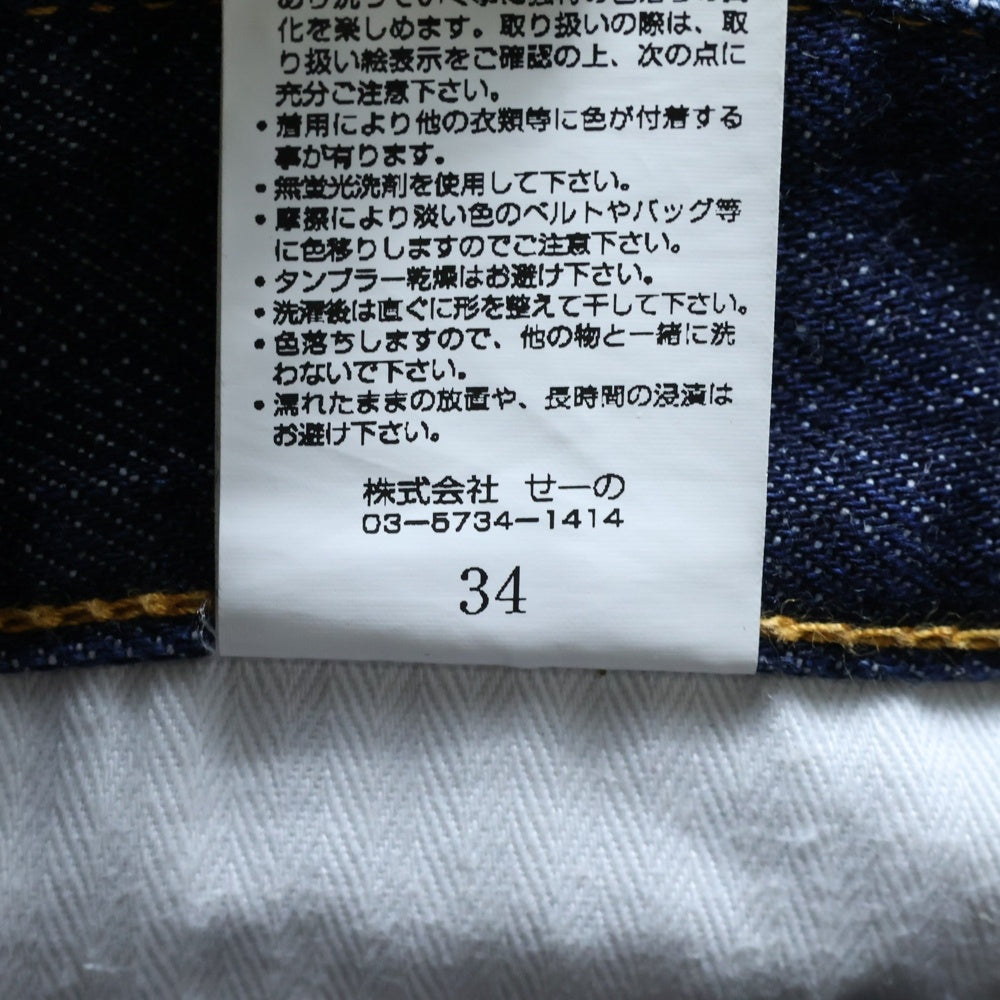 化を楽しめます。取り扱いの際は、取
り扱い絵表示をご確認の上、次の点に
充分ご注意下さい。
•着用により他の衣類等に色が付着する
事が有ります。
•無蛍光洗剤を使用して下さい。
•摩擦により淡い色のベルトやバッグ等
に色移りしますのでご注意下さい。
•タンブラー乾燥はお避け下さい。
•洗濯後は直ぐに形を整えて干して下さい。
•色落ちしますので、他の物と一緒に洗
わないで下さい。
•濡れたままの放置や、長時間の浸漬は
お避け下さい。
株式会社 せーの
03-5734-1414
34